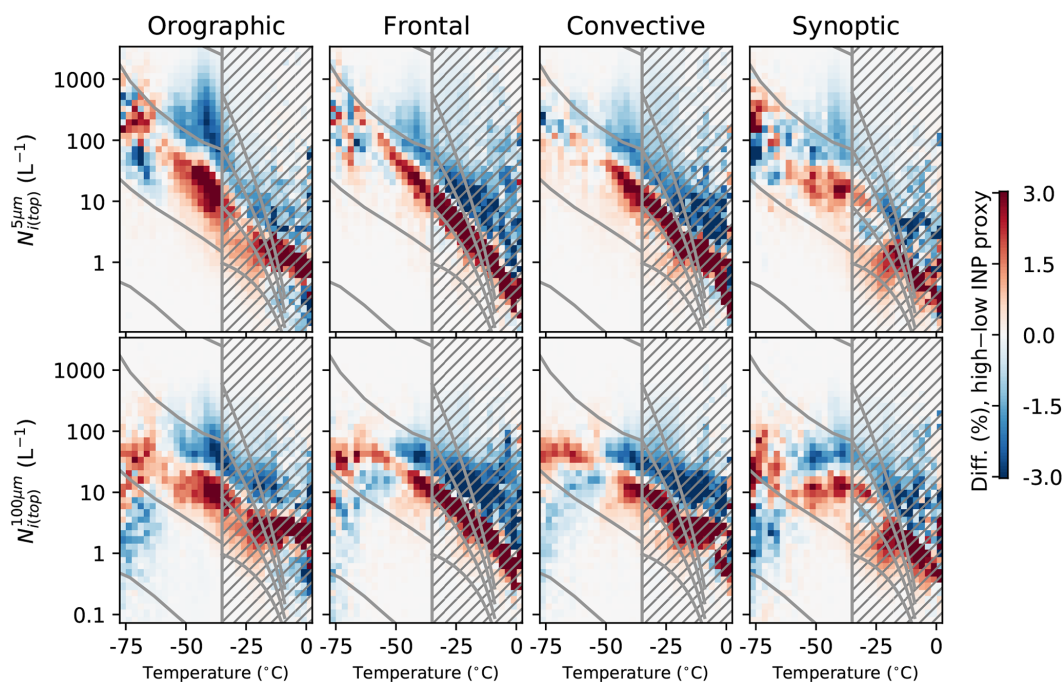 Orographic Frontal Convective Synoptic
1000
100
10
1
N_{i(top)}^{5μm} (L⁻¹)
1000
100
10
1
0.1
N_{i(top)}^{100μm} (L⁻¹)
-75 -50 -25 0 -75 -50 -25 0 -75 -50 -25 0 -75 -50 -25 0
Temperature (°C) Temperature (°C) Temperature (°C) Temperature (°C)
3.0
1.5
0.0
-1.5
-3.0
Diff. (%), high−low INP proxy